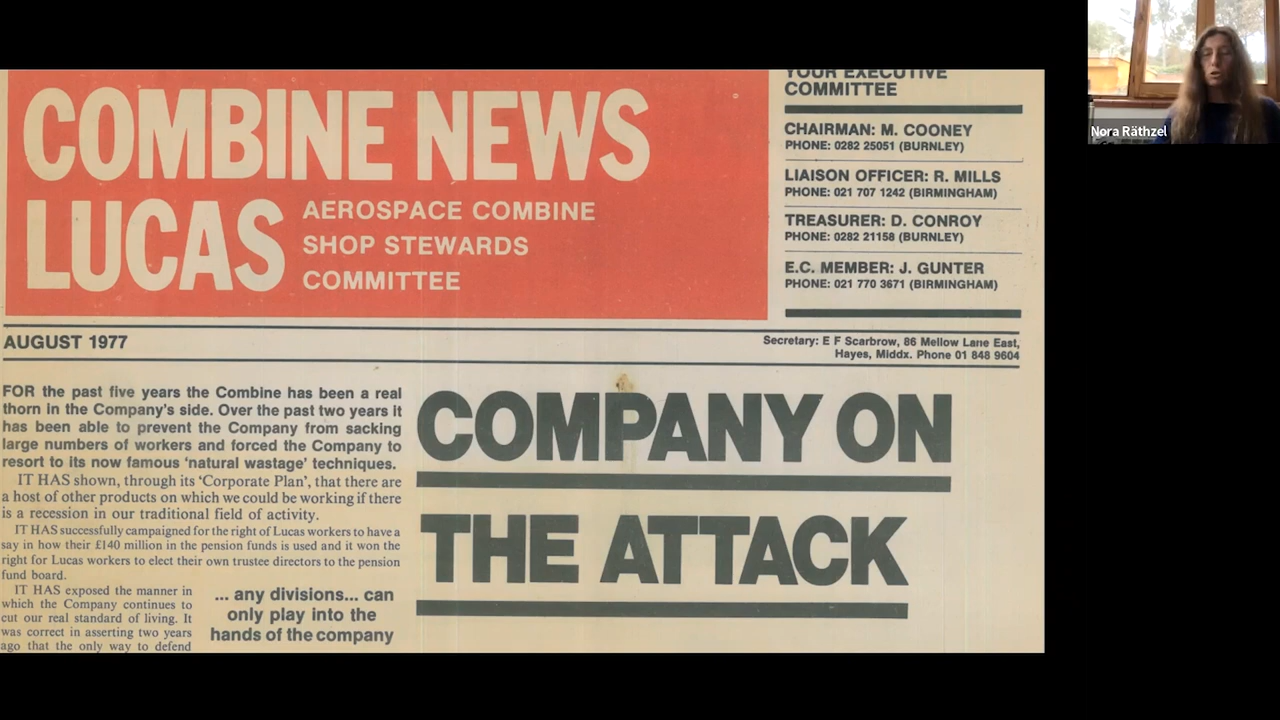 COMBINE NEWS
LUCAS
AEROSPACE COMBINE
SHOP STEWARDS
COMMITTEE
YOUR EXECUTIVE
COMMITTEE
CHAIRMAN: M. COONEY
PHONE: 0282 25051 (BURNLEY)
LIAISON OFFICER: R. MILLS
PHONE: 021 707 1242 (BIRMINGHAM)
TREASURER: D. CONROY
PHONE: 0282 21158 (BURNLEY)
E.C. MEMBER: J. GUNTER
PHONE: 021 770 3671 (BIRMINGHAM)
AUGUST 1977
Secretary: E F Scarbrow, 86 Mellow Lane East,
Hayes, Middx. Phone 01 848 9604
FOR the past five years the Combine has been a real
thorn in the Company's side. Over the past two years it
has been able to prevent the Company from sacking
large numbers of workers and forced the Company to
resort to its now famous 'natural wastage' techniques.
IT HAS shown, through its 'Corporate Plan', that there are
a host of other products on which we could be working if there
is a recession in our traditional field of activity.
IT HAS successfully campaigned for the right of Lucas workers to have a
say in how their £140 million in the pension funds is used and it won the
right for Lucas workers to elect their own trustee directors to the pension
fund board.
IT HAS exposed the manner in
which the Company continues to
cut our real standard of living. It
was correct in asserting two years
ago that the only way to defend
... any divisions... can
only play into the
hands of the company
COMPANY ON
THE ATTACK
Nora Räthzel